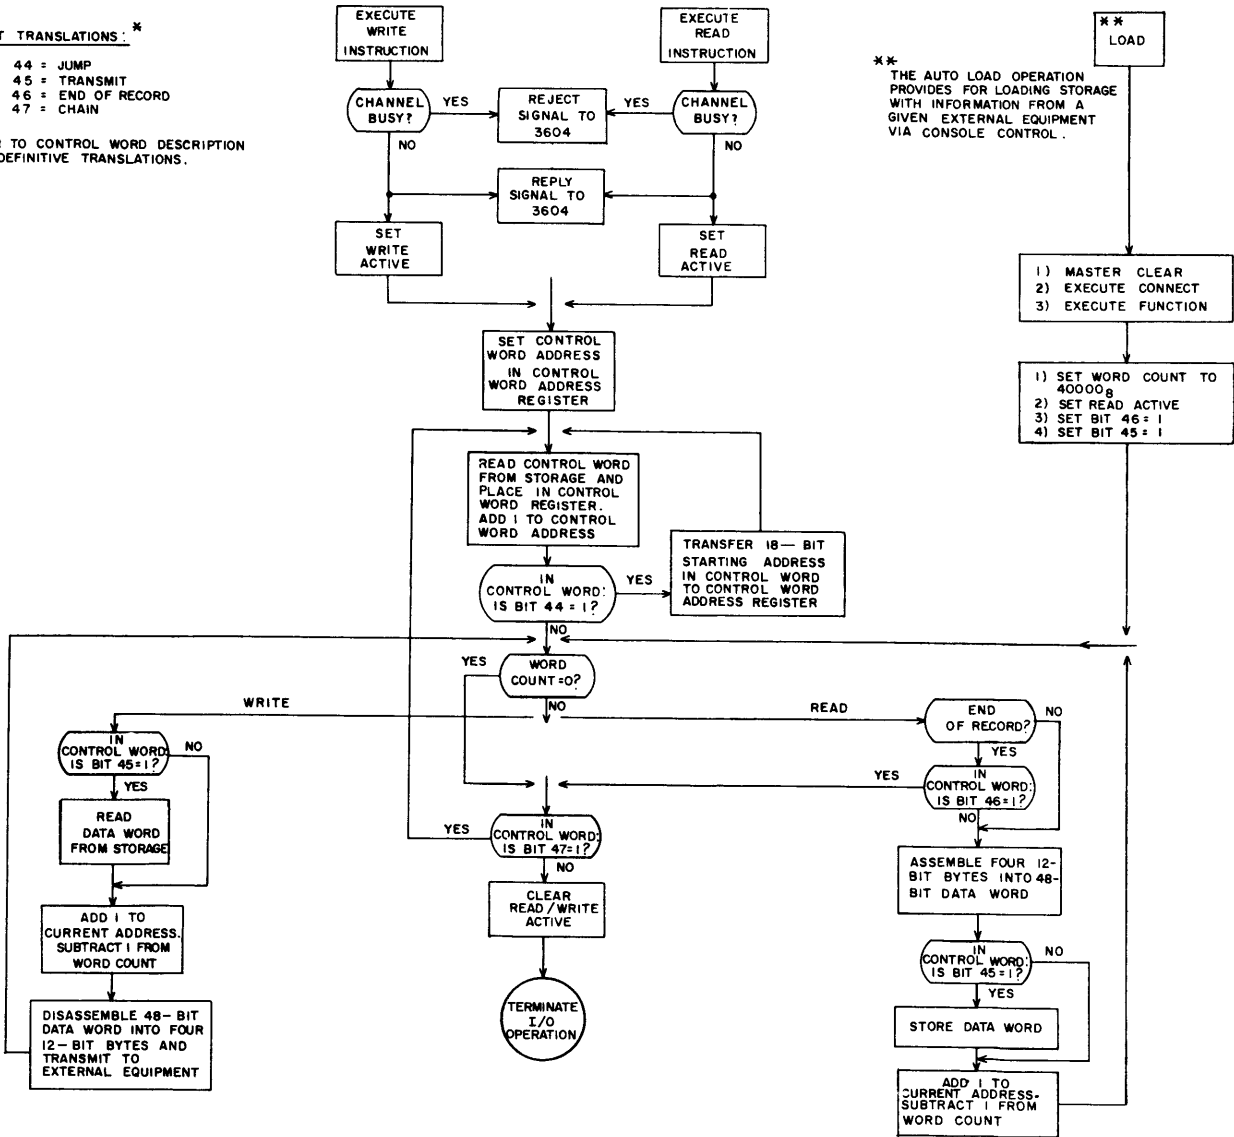 T TRANSLATIONS: *
44 = JUMP
45 = TRANSMIT
46 = END OF RECORD
47 = CHAIN
R TO CONTROL WORD DESCRIPTION
DEFINITIVE TRANSLATIONS.
EXECUTE
WRITE
INSTRUCTION
EXECUTE
READ
INSTRUCTION
CHANNEL
BUSY?
YES
REJECT
SIGNAL TO
3604
YES
CHANNEL
BUSY?
NO
NO
REPLY
SIGNAL TO
3604
SET
WRITE
ACTIVE
SET
READ
ACTIVE
**
LOAD
**
THE AUTO LOAD OPERATION
PROVIDES FOR LOADING STORAGE
WITH INFORMATION FROM A
GIVEN EXTERNAL EQUIPMENT
VIA CONSOLE CONTROL.
1) MASTER CLEAR
2) EXECUTE CONNECT
3) EXECUTE FUNCTION
1) SET WORD COUNT TO
40000₈
2) SET READ ACTIVE
3) SET BIT 46 = 1
4) SET BIT 45 = 1
SET CONTROL
WORD ADDRESS
IN CONTROL
WORD ADDRESS
REGISTER
READ CONTROL WORD
FROM STORAGE AND
PLACE IN CONTROL
WORD REGISTER.
ADD 1 TO CONTROL
WORD ADDRESS
IN
CONTROL WORD:
IS BIT 44 = 1?
YES
TRANSFER 18-BIT
STARTING ADDRESS
IN CONTROL WORD
TO CONTROL WORD
ADDRESS REGISTER
NO
YES
WORD
COUNT=0?
NO
WRITE
READ
IN
CONTROL WORD:
IS BIT 45=1?
NO
YES
READ
DATA WORD
FROM STORAGE
ADD 1 TO
CURRENT ADDRESS.
SUBTRACT 1 FROM
WORD COUNT
DISASSEMBLE 48-BIT
DATA WORD INTO FOUR
12-BIT BYTES AND
TRANSMIT TO
EXTERNAL EQUIPMENT
YES
IN
CONTROL WORD:
IS BIT 47=1?
NO
CLEAR
READ/WRITE
ACTIVE
TERMINATE
I/O
OPERATION
END
OF RECORD?
NO
YES
YES
IN
CONTROL WORD:
IS BIT 46=1?
NO
ASSEMBLE FOUR 12-
BIT BYTES INTO 48-
BIT DATA WORD
IN
CONTROL WORD:
IS BIT 45=1?
NO
YES
STORE DATA WORD
ADD 1 TO
CURRENT ADDRESS.
SUBTRACT 1 FROM
WORD COUNT